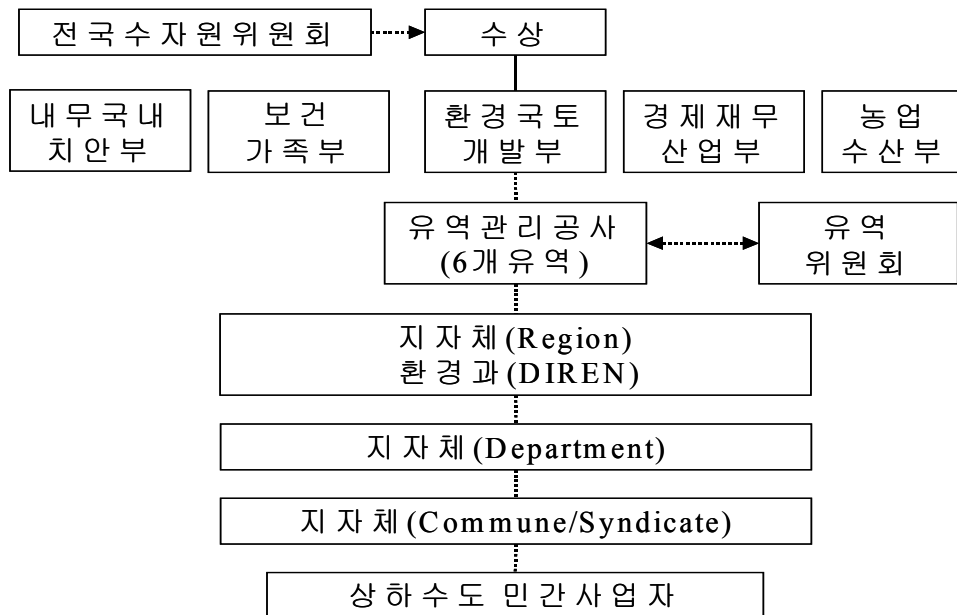 전국수자원위원회
수상
내무국내
치안부
보건
가족부
환경국토
개발부
경제재무
산업부
농업
수산부
유역관리공사
(6개유역)
유역
위원회
지자체(Region)
환경과(DIREN)
지자체(Department)
지자체(Commune/Syndicate)
상하수도 민간사업자